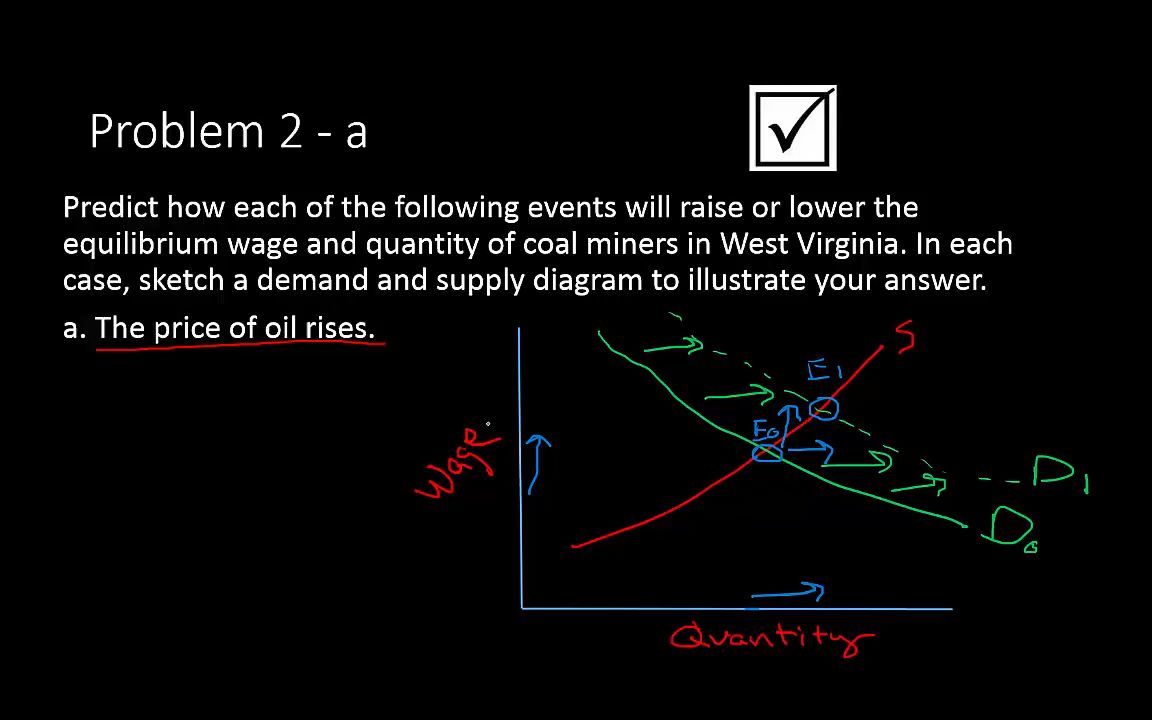 Problem 2 - a
Predict how each of the following events will raise or lower the
equilibrium wage and quantity of coal miners in West Virginia. In each
case, sketch a demand and supply diagram to illustrate your answer.
a. The price of oil rises.
S
E1
E0
Wage
D1
D0
Quantity